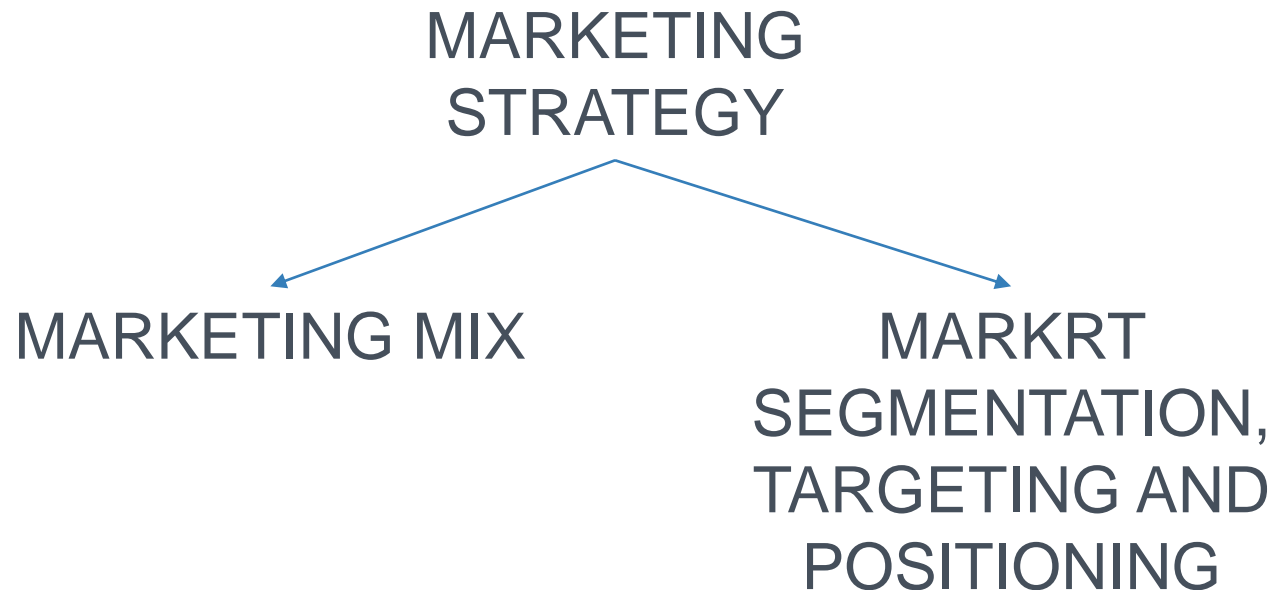 MARKETING
STRATEGY
MARKETING MIX
MARKRT
SEGMENTATION,
TARGETING AND
POSITIONING